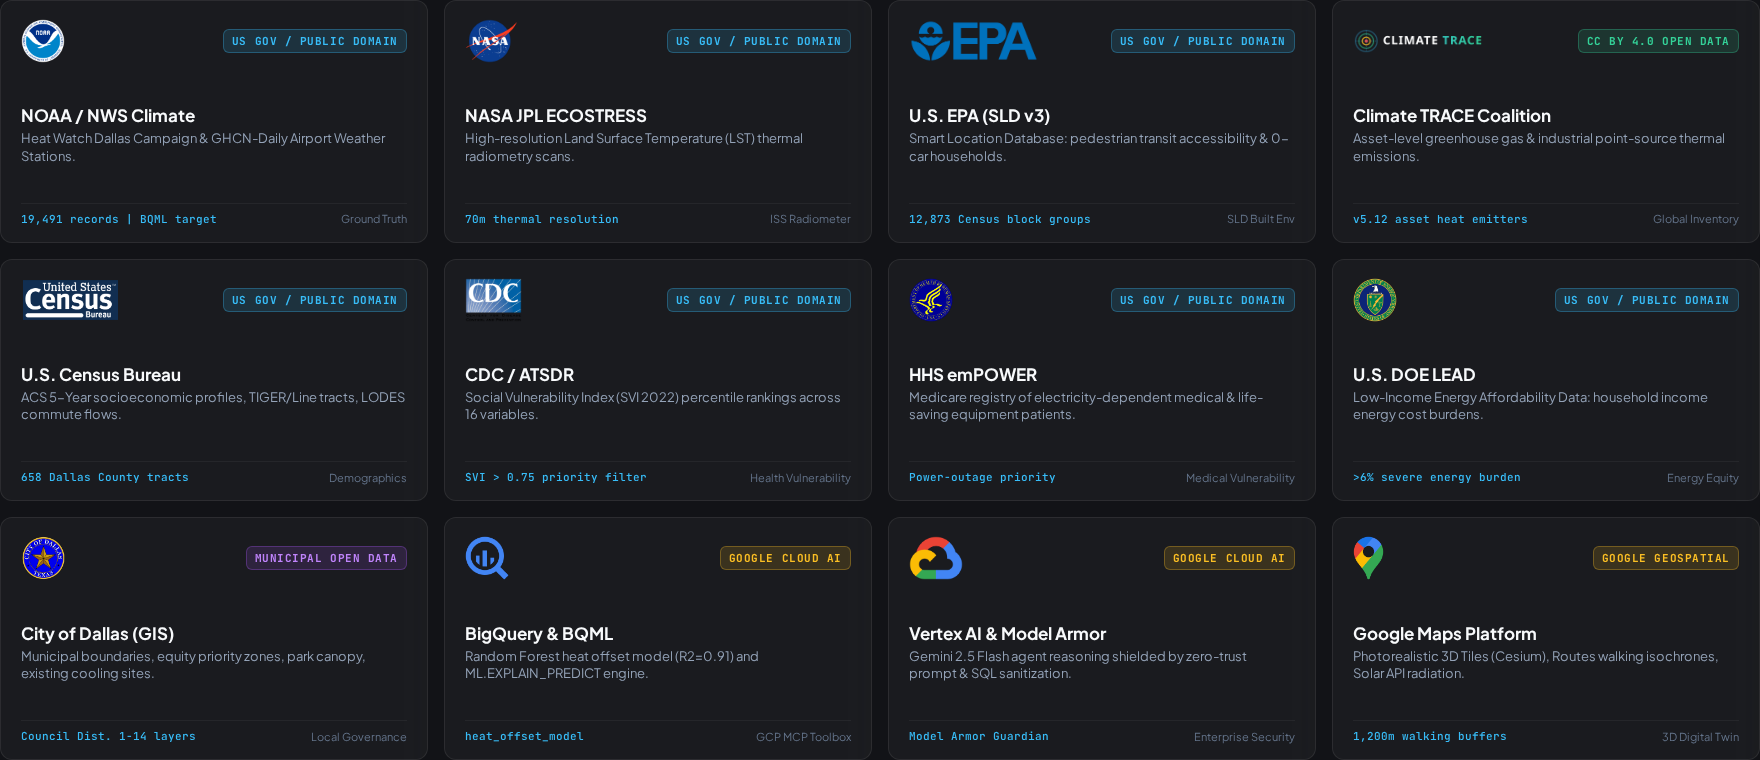 NOAA
US GOV / PUBLIC DOMAIN
NOAA / NWS Climate
Heat Watch Dallas Campaign & GHCN-Daily Airport Weather
Stations.
19,491 records | BQML target
Ground Truth
NASA
US GOV / PUBLIC DOMAIN
NASA JPL ECOSTRESS
High-resolution Land Surface Temperature (LST) thermal
radiometry scans.
70m thermal resolution
ISS Radiometer
EPA
US GOV / PUBLIC DOMAIN
U.S. EPA (SLD v3)
Smart Location Database: pedestrian transit accessibility & 0-
car households.
12,873 Census block groups
SLD Built Env
CLIMATE TRACE
CC BY 4.0 OPEN DATA
Climate TRACE Coalition
Asset-level greenhouse gas & industrial point-source thermal
emissions.
v5.12 asset heat emitters
Global Inventory
United States
Census
Bureau
US GOV / PUBLIC DOMAIN
U.S. Census Bureau
ACS 5-Year socioeconomic profiles, TIGER/Line tracts, LODES
commute flows.
658 Dallas County tracts
Demographics
CDC
US GOV / PUBLIC DOMAIN
CDC / ATSDR
Social Vulnerability Index (SVI 2022) percentile rankings across
16 variables.
SVI > 0.75 priority filter
Health Vulnerability
US GOV / PUBLIC DOMAIN
HHS emPOWER
Medicare registry of electricity-dependent medical & life-
saving equipment patients.
Power-outage priority
Medical Vulnerability
US GOV / PUBLIC DOMAIN
U.S. DOE LEAD
Low-Income Energy Affordability Data: household income
energy cost burdens.
>6% severe energy burden
Energy Equity
CITY OF DALLAS
TEXAS
MUNICIPAL OPEN DATA
City of Dallas (GIS)
Municipal boundaries, equity priority zones, park canopy,
existing cooling sites.
Council Dist. 1-14 layers
Local Governance
GOOGLE CLOUD AI
BigQuery & BQML
Random Forest heat offset model (R2=0.91) and
ML.EXPLAIN_PREDICT engine.
heat_offset_model
GCP MCP Toolbox
GOOGLE CLOUD AI
Vertex AI & Model Armor
Gemini 2.5 Flash agent reasoning shielded by zero-trust
prompt & SQL sanitization.
Model Armor Guardian
Enterprise Security
GOOGLE GEOSPATIAL
Google Maps Platform
Photorealistic 3D Tiles (Cesium), Routes walking isochrones,
Solar API radiation.
1,200m walking buffers
3D Digital Twin